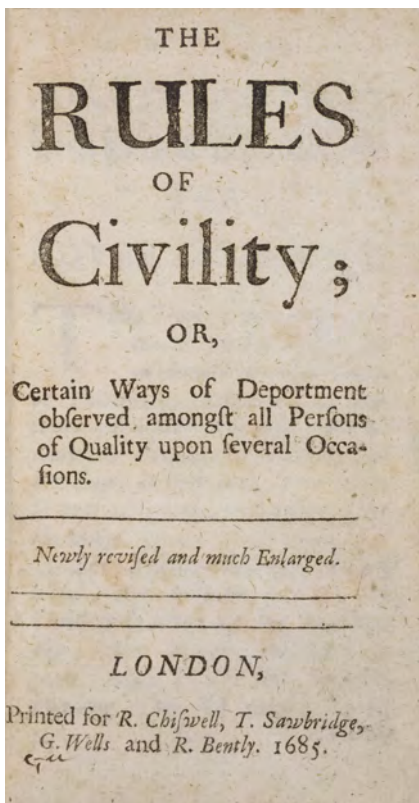 THE
RULES
OF
Civility;
OR,
Certain Ways of Deportment
obſerved amongſt all Perſons
of Quality upon ſeveral Occa-
ſions.
Newly reviſed and much Enlarged.
LONDON,
Printed for R. Chiſwell, T. Sawbridge,
G. Wells and R. Bently. 1685.